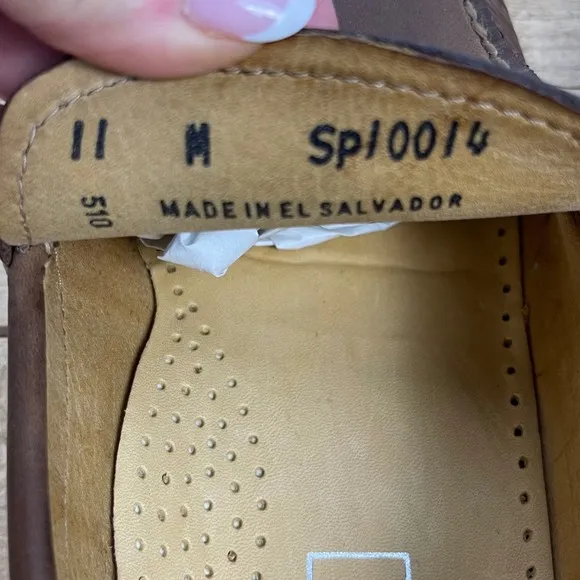 11 M Sp10014
510 MADE IN EL SALVADOR